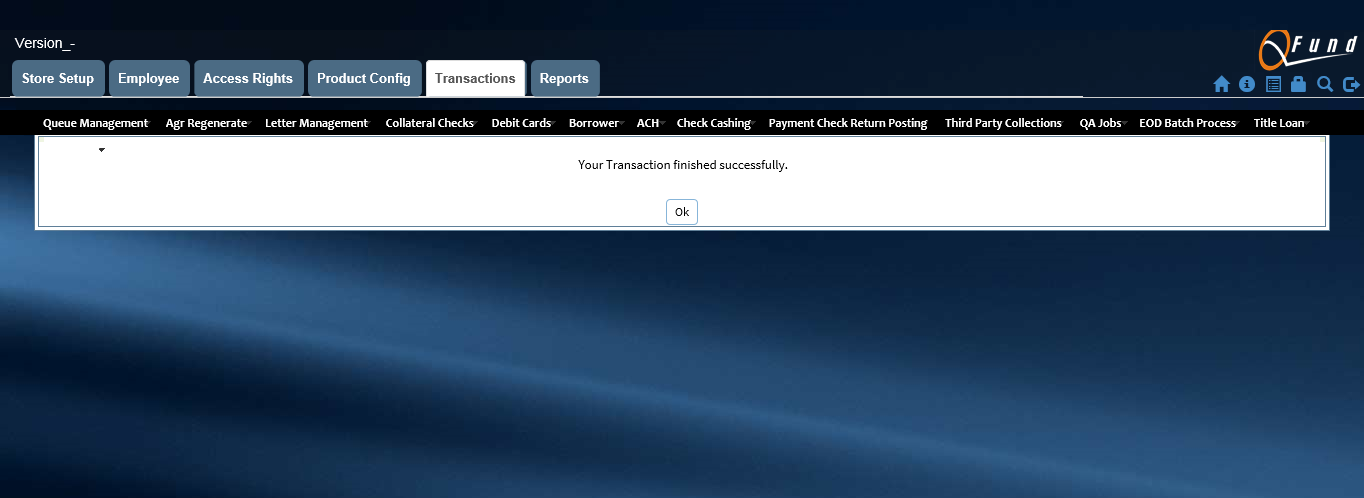 Version_-
Fund
Store Setup Employee Access Rights Product Config Transactions Reports
Queue Management Agr Regenerate Letter Management Collateral Checks Debit Cards Borrower ACH Check Cashing Payment Check Return Posting Third Party Collections QA Jobs EOD Batch Process Title Loan
Your Transaction finished successfully.
Ok